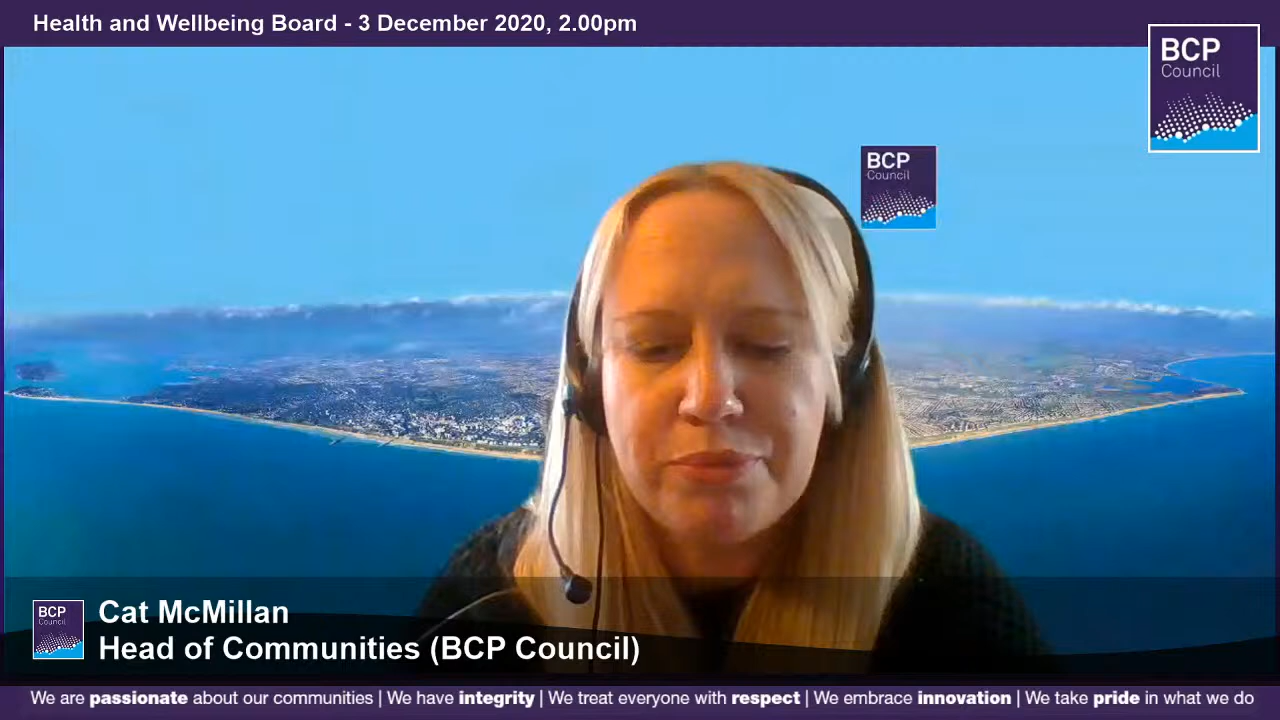 Health and Wellbeing Board - 3 December 2020, 2.00pm
BCP
Council
BCP
Council
BCP
Council
Cat McMillan
Head of Communities (BCP Council)
We are passionate about our communities | We have integrity | We treat everyone with respect | We embrace innovation | We take pride in what we do